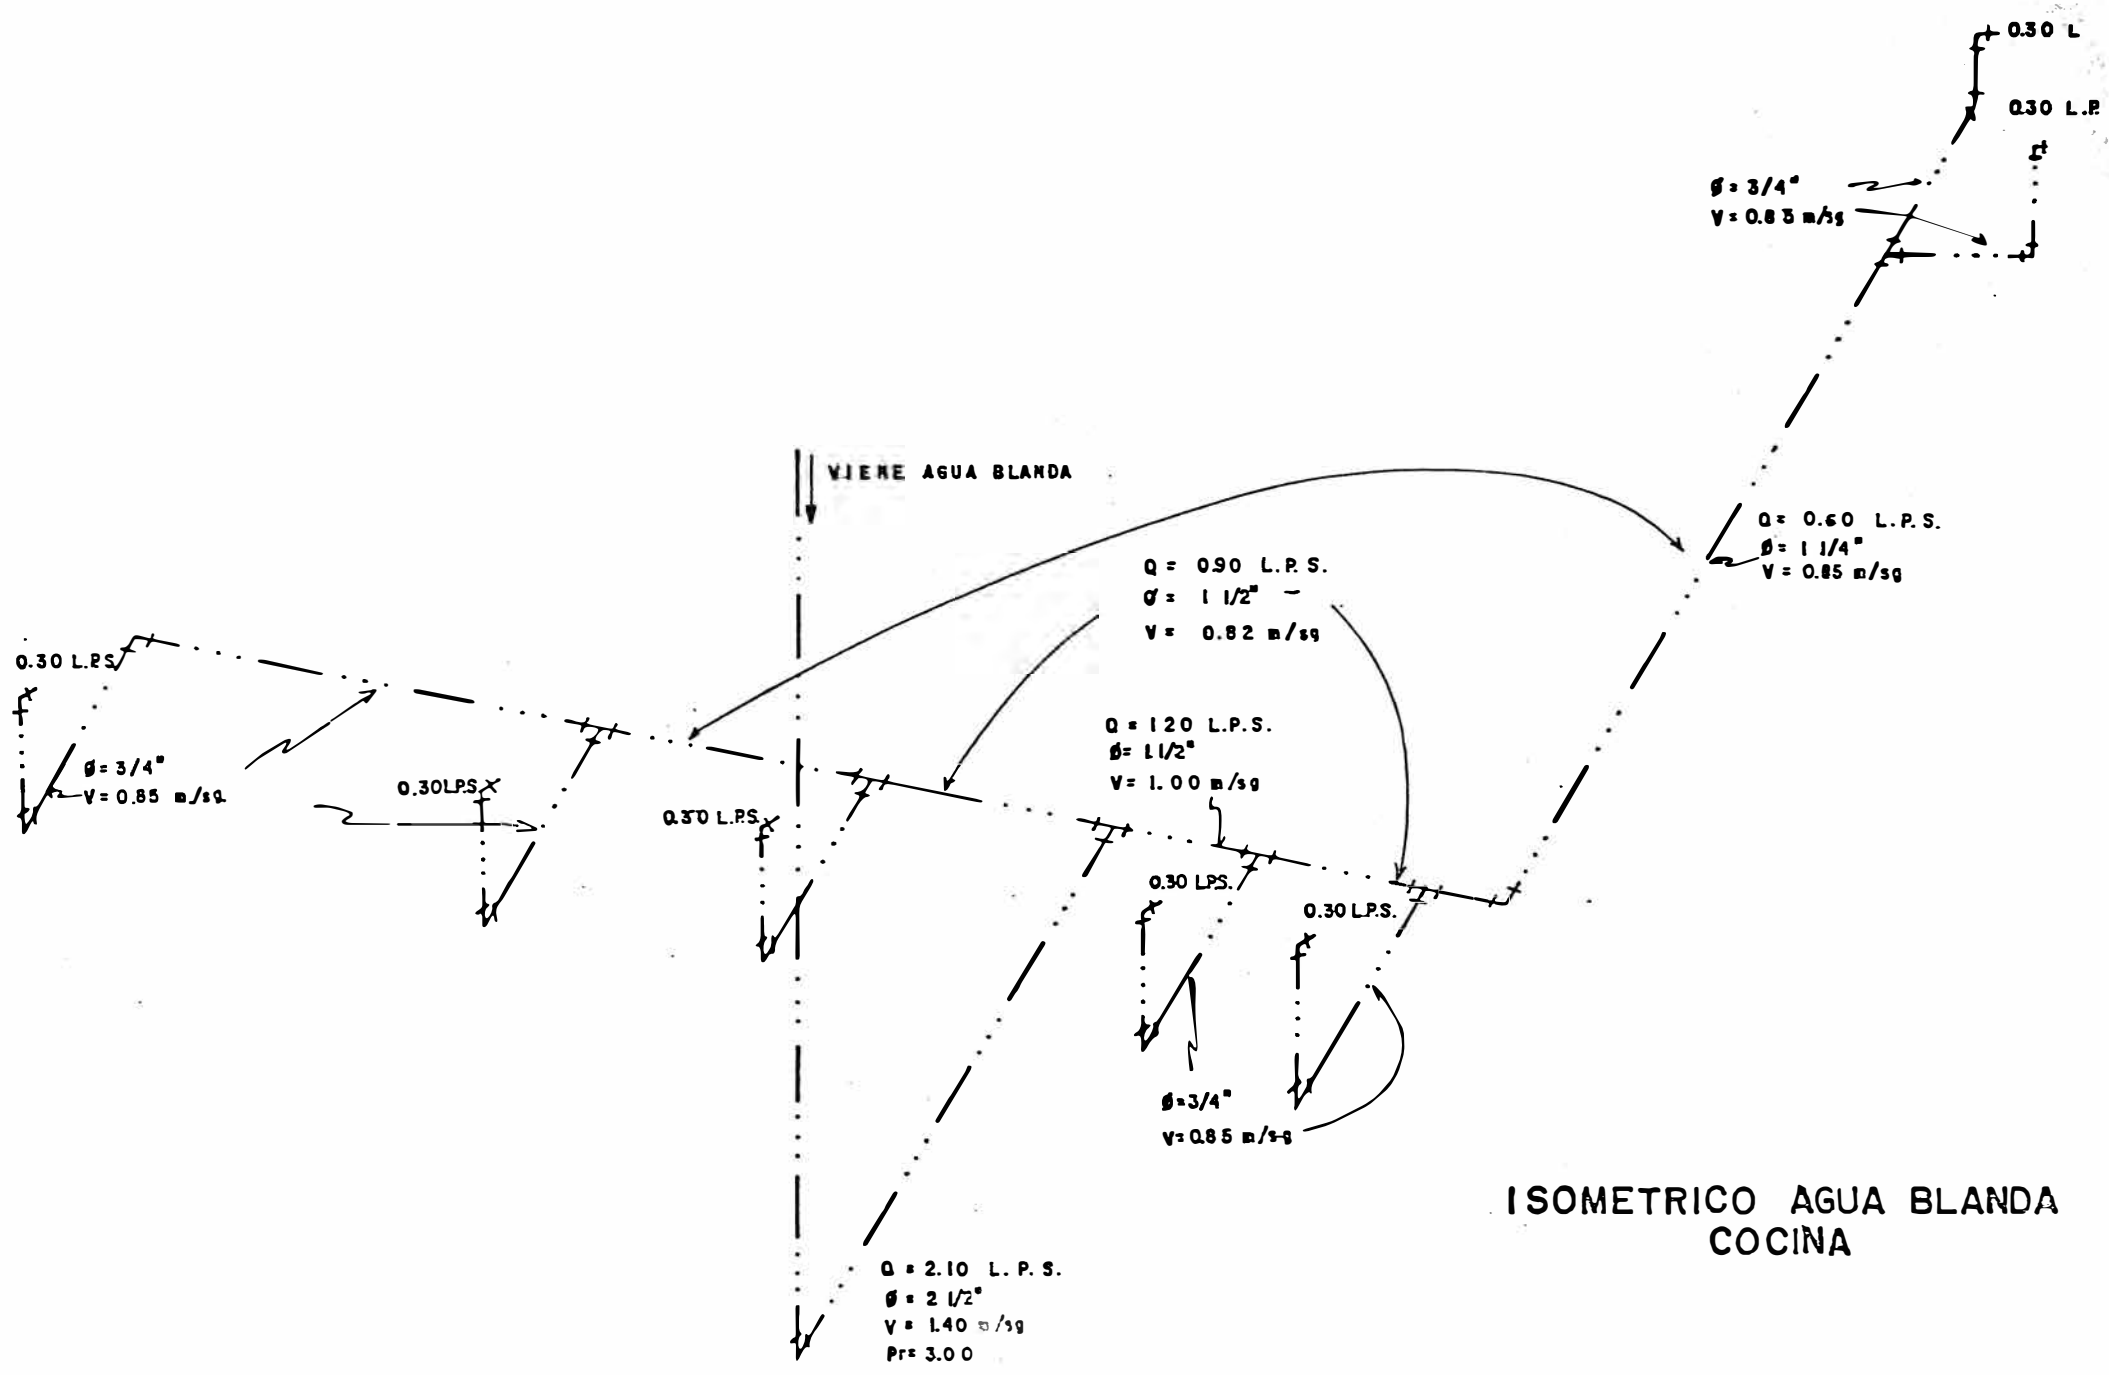 0.30 L
0.30 L.P.
Ø = 3/4"
V = 0.85 m/sg
VIENE AGUA BLANDA
Q = 0.60 L.P.S.
Ø = 1 1/4"
V = 0.85 m/sg
Q = 0.90 L.P.S.
Ø = 1 1/2"
V = 0.82 m/sg
0.30 L.P.S.
Ø = 3/4"
V = 0.85 m/sg
0.30 L.P.S.
0.30 L.P.S.
Q = 1.20 L.P.S.
Ø = 1 1/2"
V = 1.00 m/sg
0.30 L.P.S.
0.30 L.P.S.
Ø = 3/4"
V = 0.85 m/sg
ISOMETRICO AGUA BLANDA
COCINA
Q = 2.10 L.P.S.
Ø = 2 1/2"
V = 1.40 m/sg
Pr = 3.00